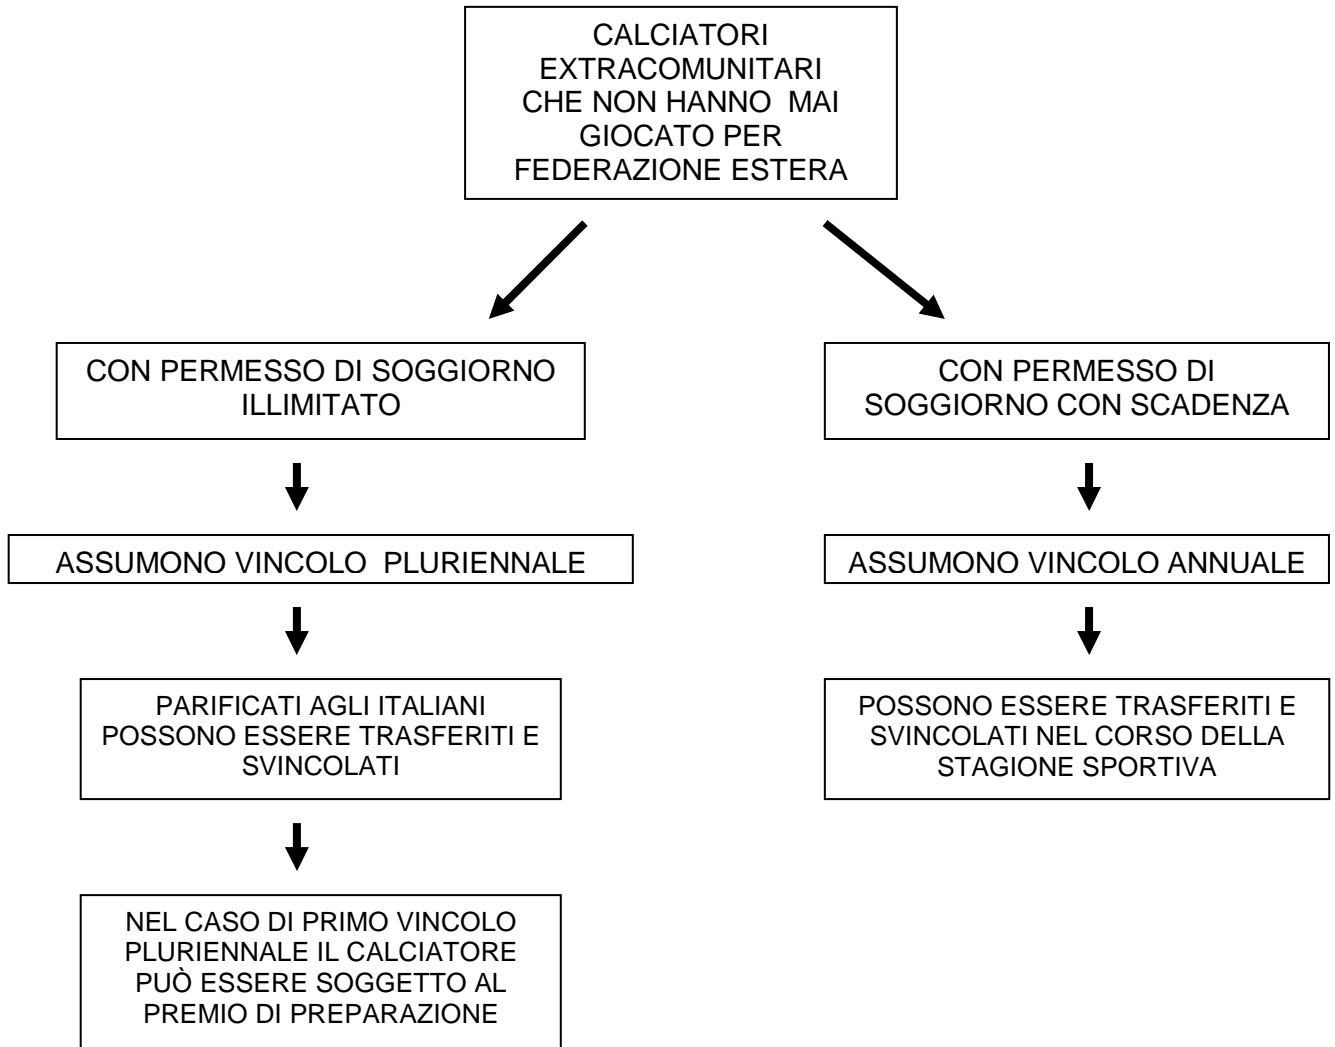 CALCIATORI
EXTRACOMUNITARI
CHE NON HANNO MAI
GIOCATO PER
FEDERAZIONE ESTERA
CON PERMESSO DI SOGGIORNO
ILLIMITATO
CON PERMESSO DI
SOGGIORNO CON SCADENZA
ASSUMONO VINCOLO PLURIENNALE
ASSUMONO VINCOLO ANNUALE
PARIFICATI AGLI ITALIANI
POSSONO ESSERE TRASFERITI E
SVINCOLATI
POSSONO ESSERE TRASFERITI E
SVINCOLATI NEL CORSO DELLA
STAGIONE SPORTIVA
NEL CASO DI PRIMO VINCOLO
PLURIENNALE IL CALCIATORE
PUÒ ESSERE SOGGETTO AL
PREMIO DI PREPARAZIONE